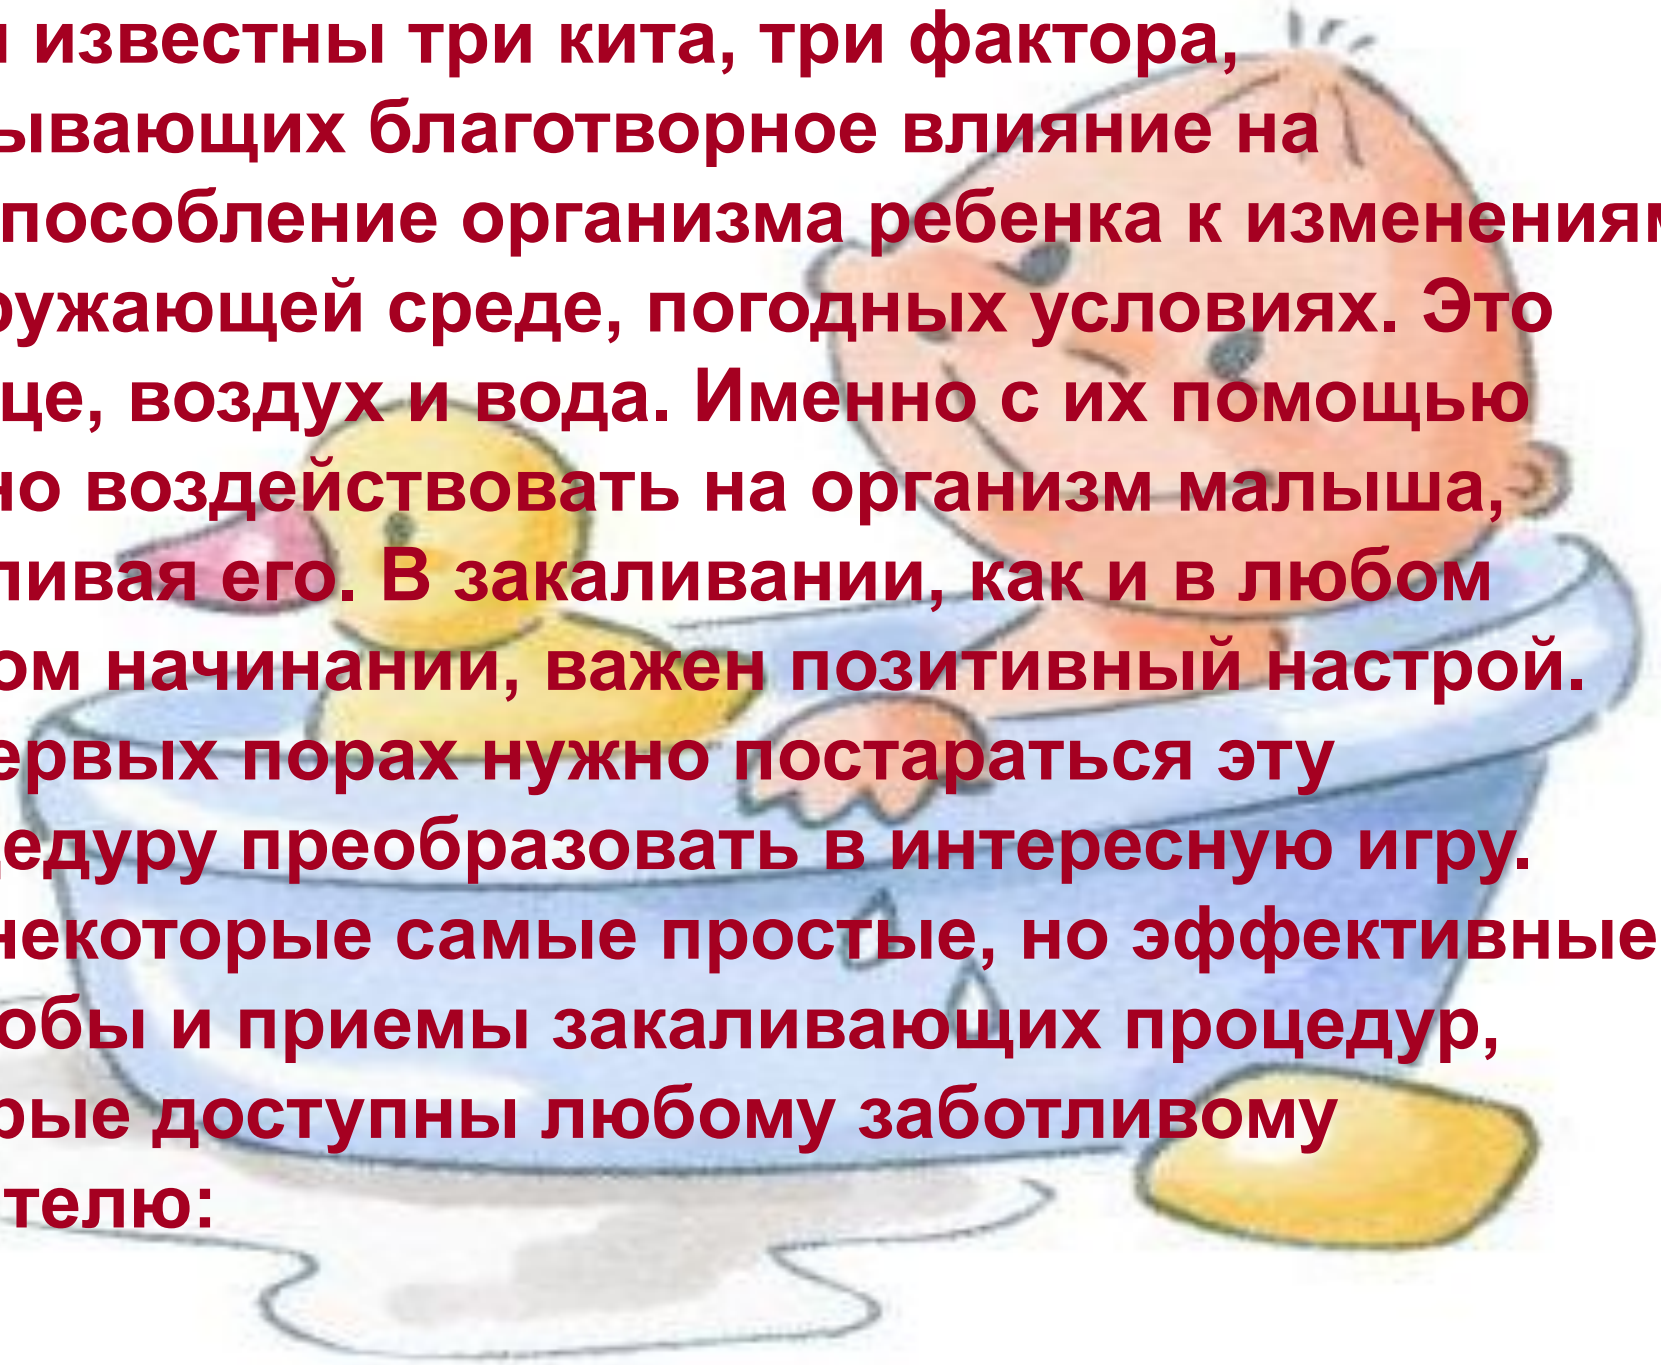 и известны три кита, три фактора,
ывающих благотворное влияние на
пособление организма ребенка к изменениям
ружающей среде, погодных условиях. Это
це, воздух и вода. Именно с их помощью
но воздействовать на организм малыша,
ливая его. В закаливании, как и в любом
ом начинании, важен позитивный настрой.
ервых порах нужно постараться эту
едуру преобразовать в интересную игру.
некоторые самые простые, но эффективные
обы и приемы закаливающих процедур,
рые доступны любому заботливому
телю: